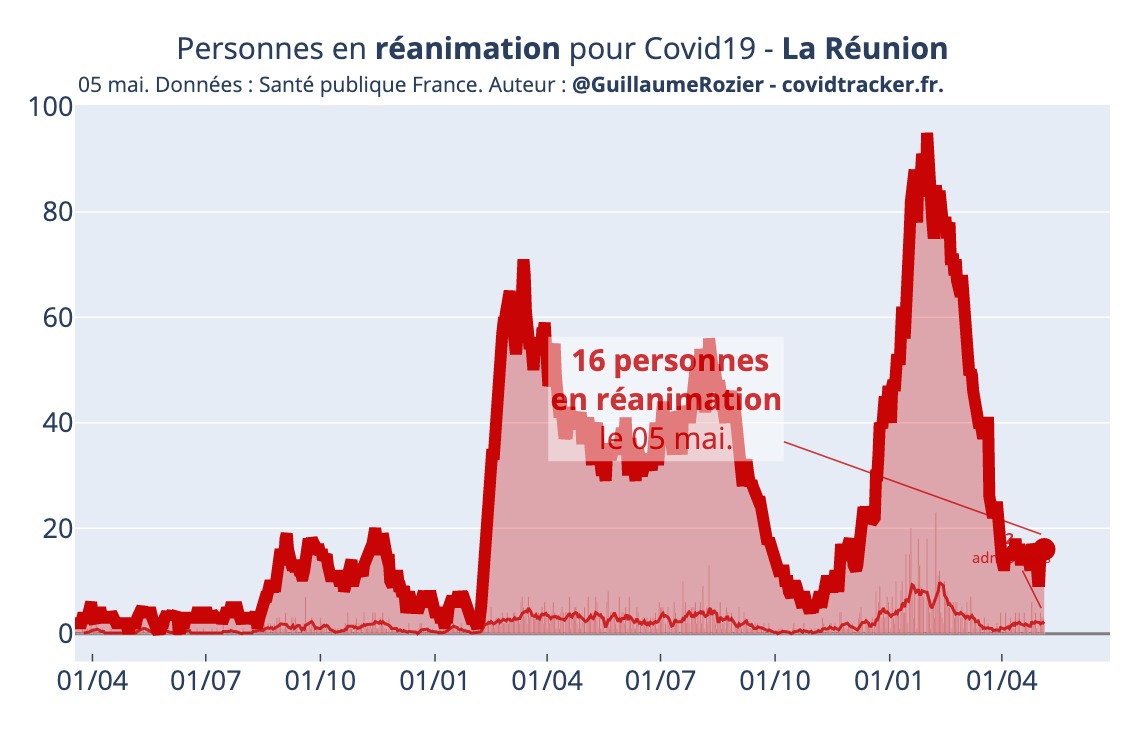 Personnes en réanimation pour Covid19 - La Réunion
05 mai. Données : Santé publique France. Auteur : @GuillaumeRozier - covidtracker.fr.
100
80
60
40
20
0
16 personnes
en réanimation
le 05 mai.
01/04 01/07 01/10 01/01 01/04 01/07 01/10 01/01 01/04